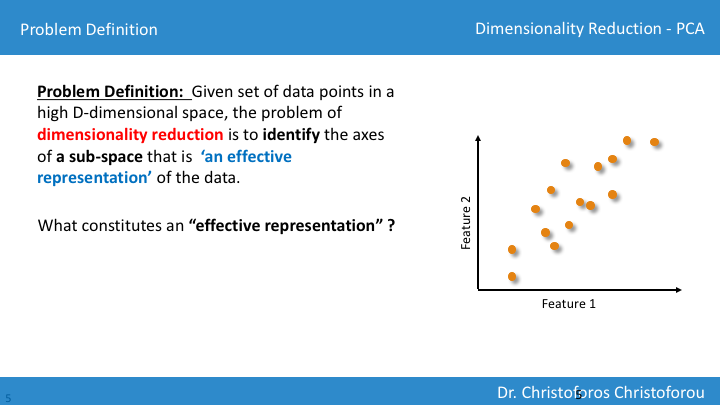 Problem Definition
Dimensionality Reduction - PCA
Problem Definition: Given set of data points in a
high D-dimensional space, the problem of
dimensionality reduction is to identify the axes
of a sub-space that is ‘an effective
representation’ of the data.
What constitutes an “effective representation” ?
Feature 2
Feature 1
Dr. Christoforos Christoforou
5
5